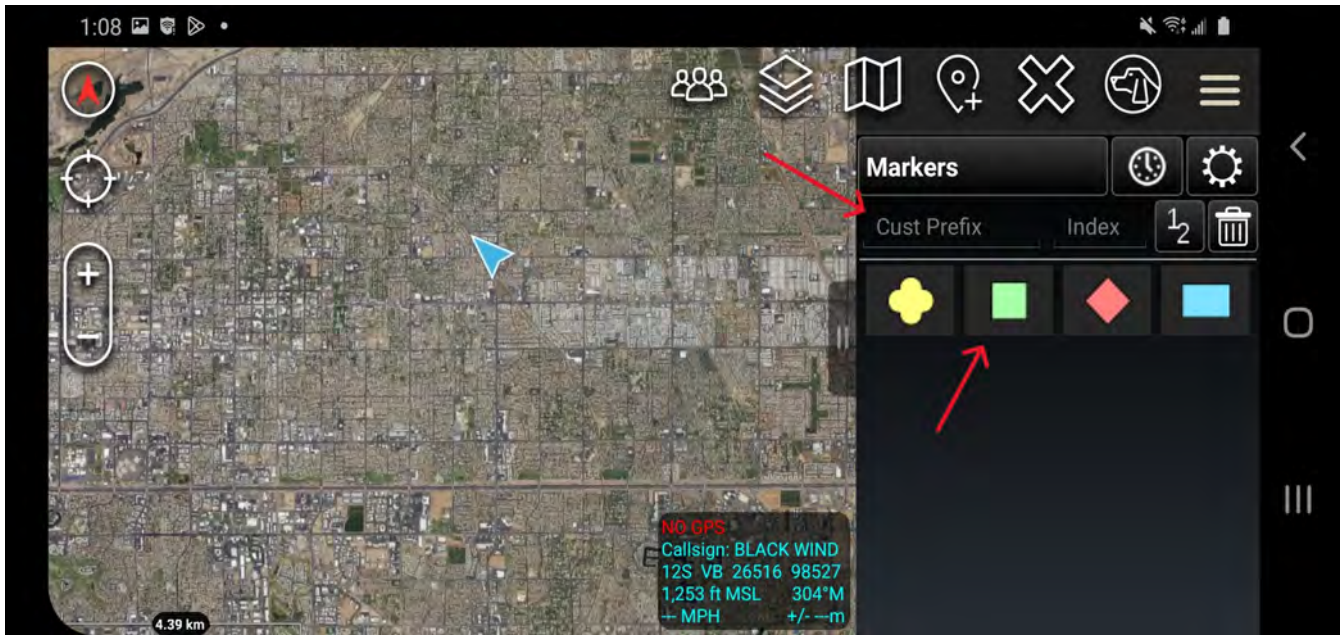 1:08
Markers
Cust Prefix Index 1 2
NO GPS
Callsign: BLACK WIND
12S VB 26516 98527
1,253 ft MSL 304°M
--- MPH +/- ---m
4.39 km